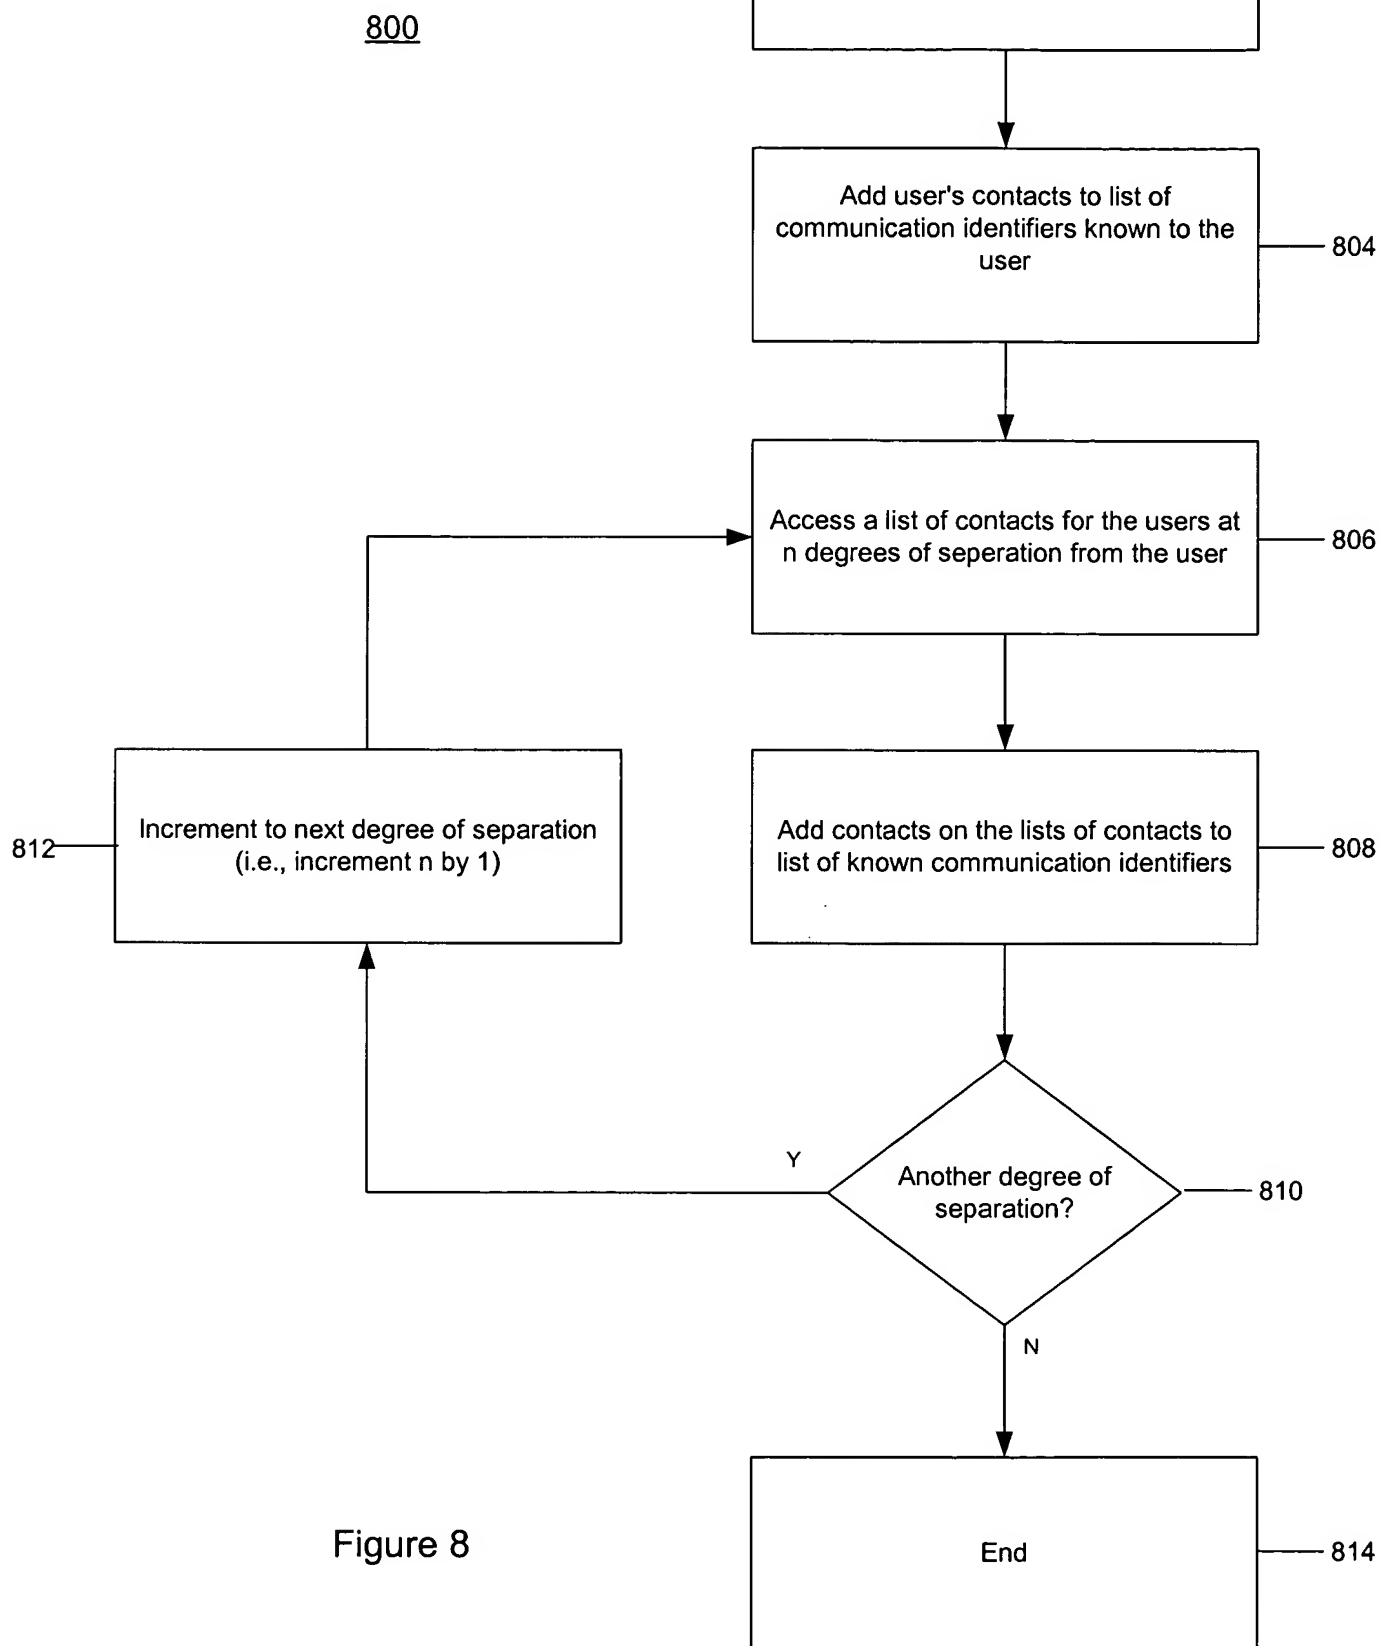 800
Add user's contacts to list of
communication identifiers known to the
user
804
Access a list of contacts for the users at
n degrees of seperation from the user
806
Increment to next degree of separation
(i.e., increment n by 1)
812
Add contacts on the lists of contacts to
list of known communication identifiers
808
Y
Another degree of
separation?
810
N
Figure 8
End
814